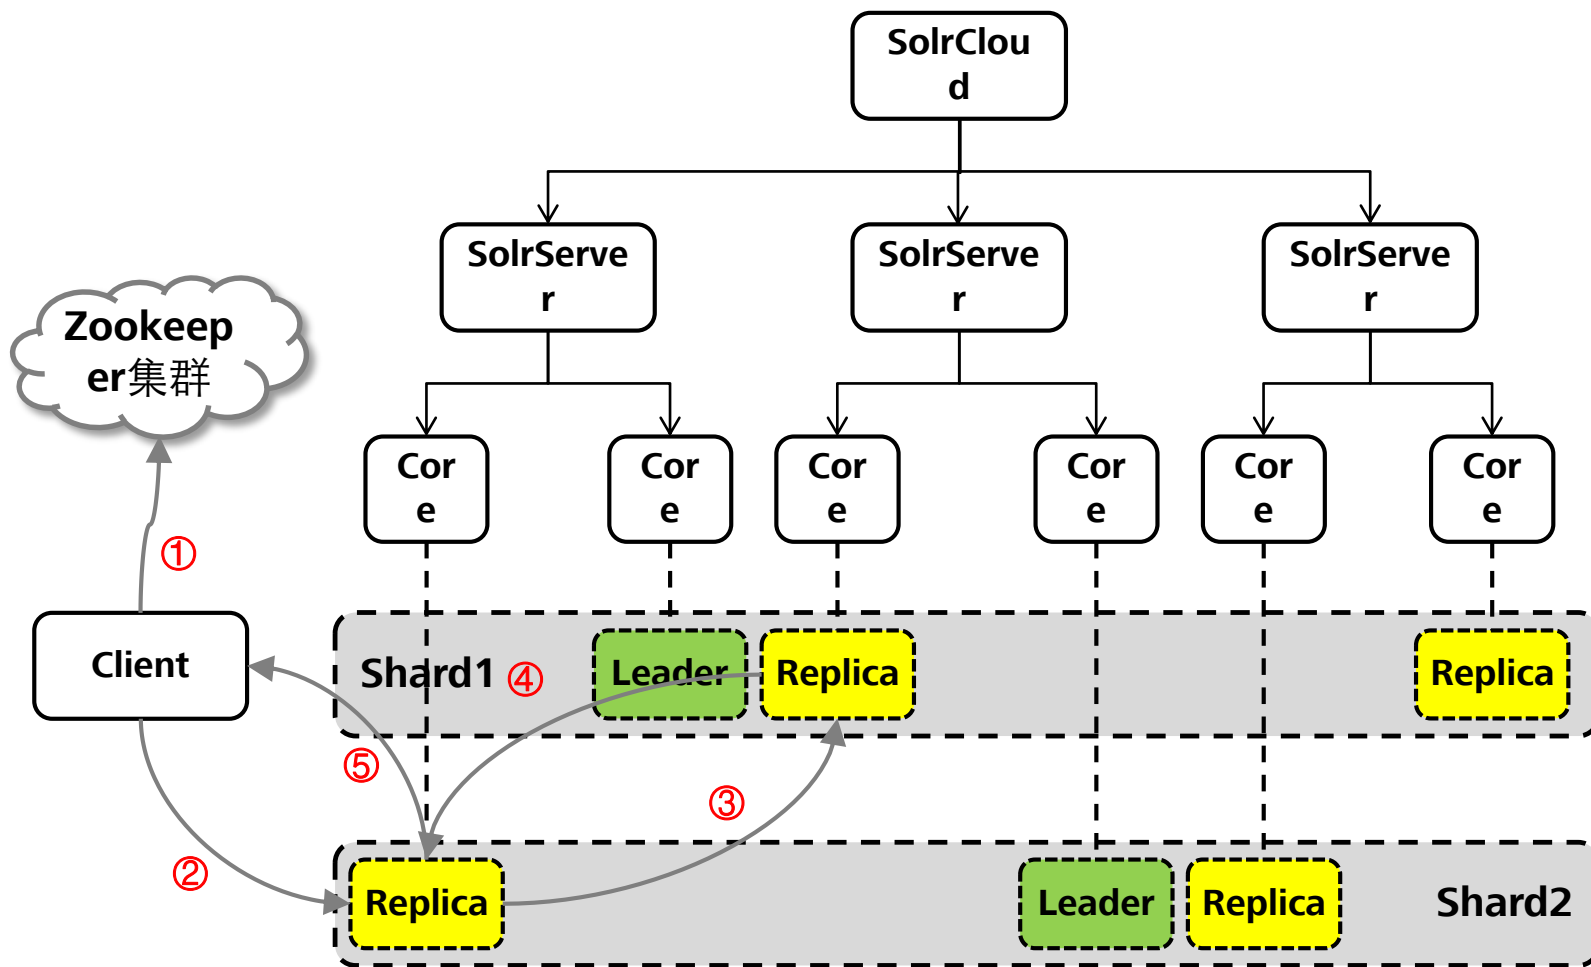 SolrClou
d
SolrServe
r
SolrServe
r
SolrServe
r
Zookeep
er集群
Cor
e
Cor
e
Cor
e
Cor
e
Cor
e
Cor
e
①
Client
Shard1
④
Leader
Replica
Replica
⑤
③
②
Replica
Leader
Replica
Shard2